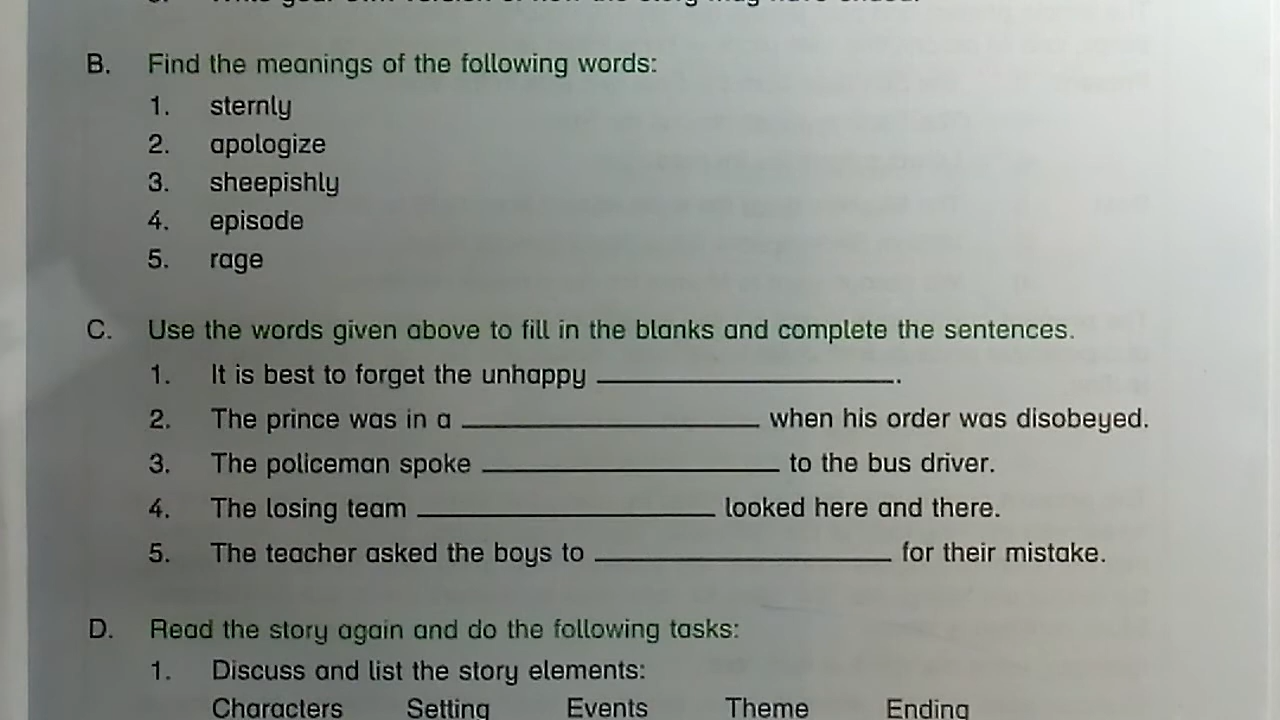 B. Find the meanings of the following words:
1. sternly
2. apologize
3. sheepishly
4. episode
5. rage
C. Use the words given above to fill in the blanks and complete the sentences.
1. It is best to forget the unhappy ____________________.
2. The prince was in a ____________________ when his order was disobeyed.
3. The policeman spoke ____________________ to the bus driver.
4. The losing team ____________________ looked here and there.
5. The teacher asked the boys to ____________________ for their mistake.
D. Read the story again and do the following tasks:
1. Discuss and list the story elements:
Characters Setting Events Theme Ending